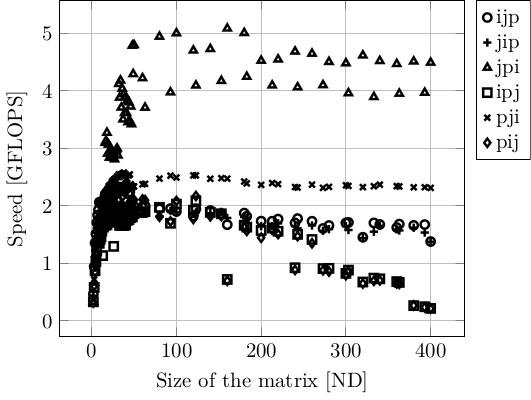 5
4
3
2
1
0
Speed [GFLOPS]
0 100 200 300 400
Size of the matrix [ND]
ijp
jip
jpi
ipj
pji
pij